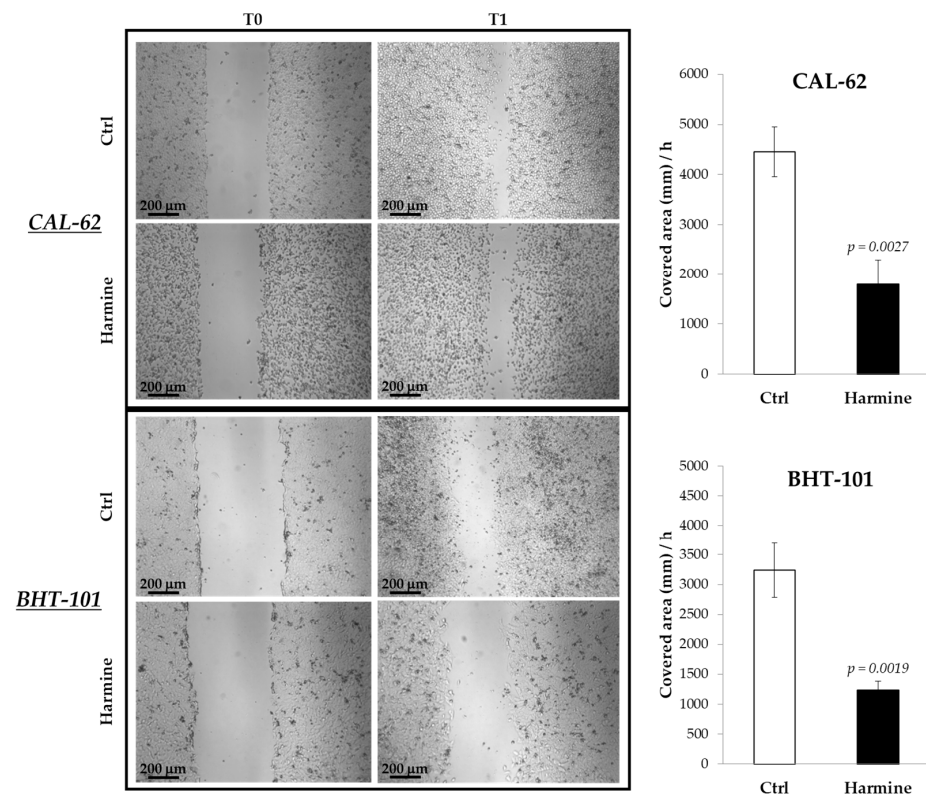 T0 T1
CAL-62
Ctrl
200 µm 200 µm
Harmine
200 µm 200 µm
BHT-101
Ctrl
200 µm 200 µm
Harmine
200 µm 200 µm
CAL-62
Covered area (mm) / h
6000
5000
4000
3000
2000
1000
0
p = 0.0027
Ctrl Harmine
BHT-101
Covered area (mm) / h
5000
4500
4000
3500
3000
2500
2000
1500
1000
500
0
p = 0.0019
Ctrl Harmine